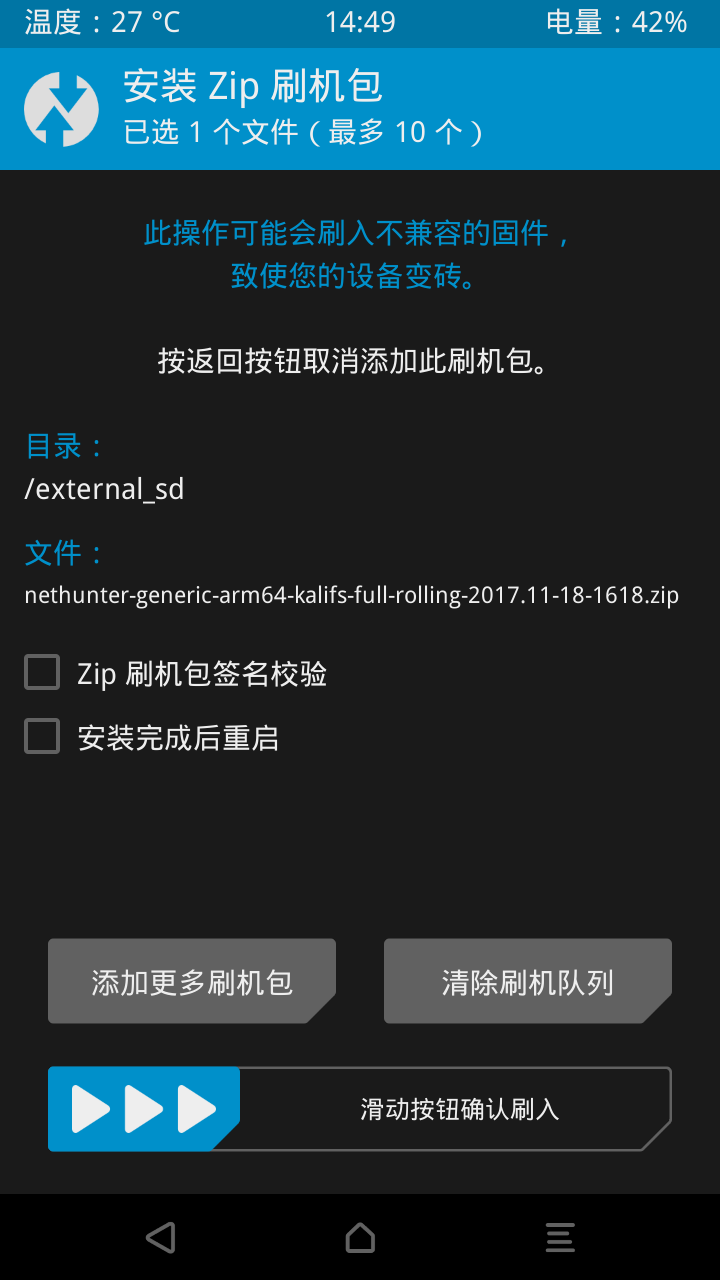 温度：27 °C 14:49 电量：42%
安装 Zip 刷机包
已选 1 个文件（最多 10 个）
此操作可能会刷入不兼容的固件，
致使您的设备变砖。
按返回按钮取消添加此刷机包。
目录：
/external_sd
文件：
nethunter-generic-arm64-kalifs-full-rolling-2017.11-18-1618.zip
Zip 刷机包签名校验
安装完成后重启
添加更多刷机包 清除刷机队列
滑动按钮确认刷入